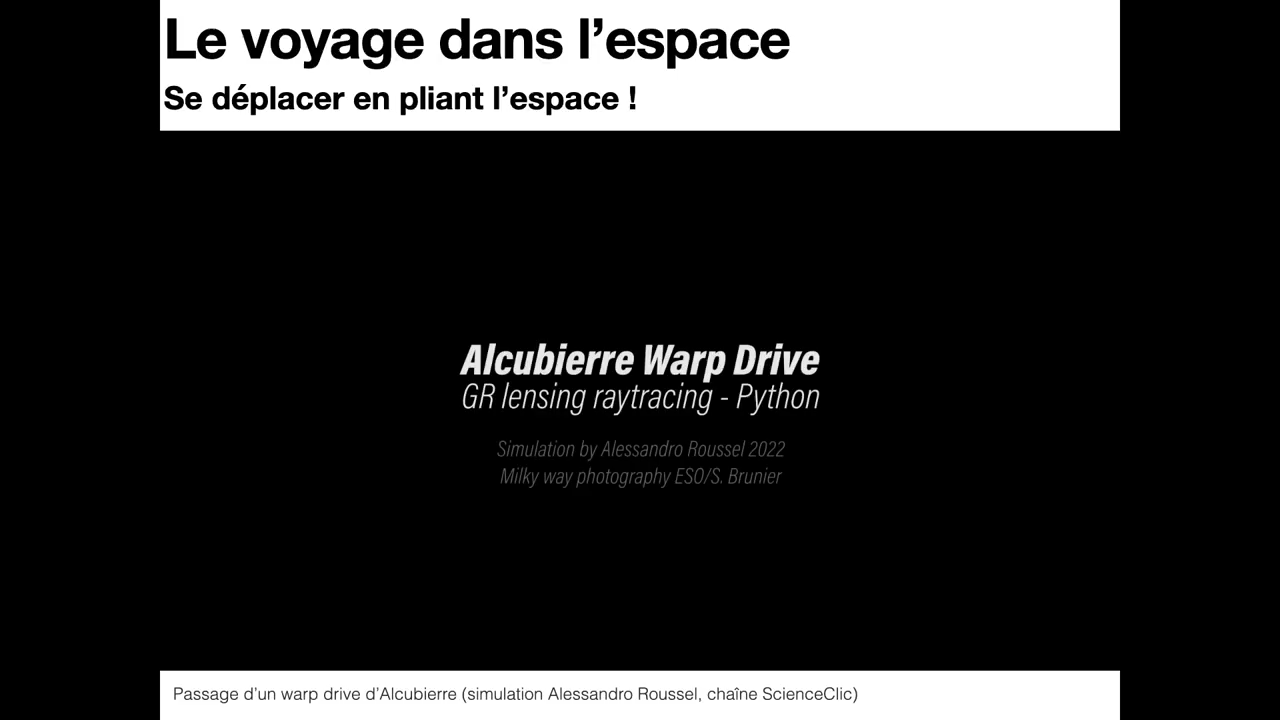 Le voyage dans l’espace
Se déplacer en pliant l’espace !
Alcubierre Warp Drive
GR lensing raytracing - Python
Simulation by Alessandro Roussel 2022
Milky way photography ESO/S. Brunier
Passage d’un warp drive d’Alcubierre (simulation Alessandro Roussel, chaîne ScienceClic)